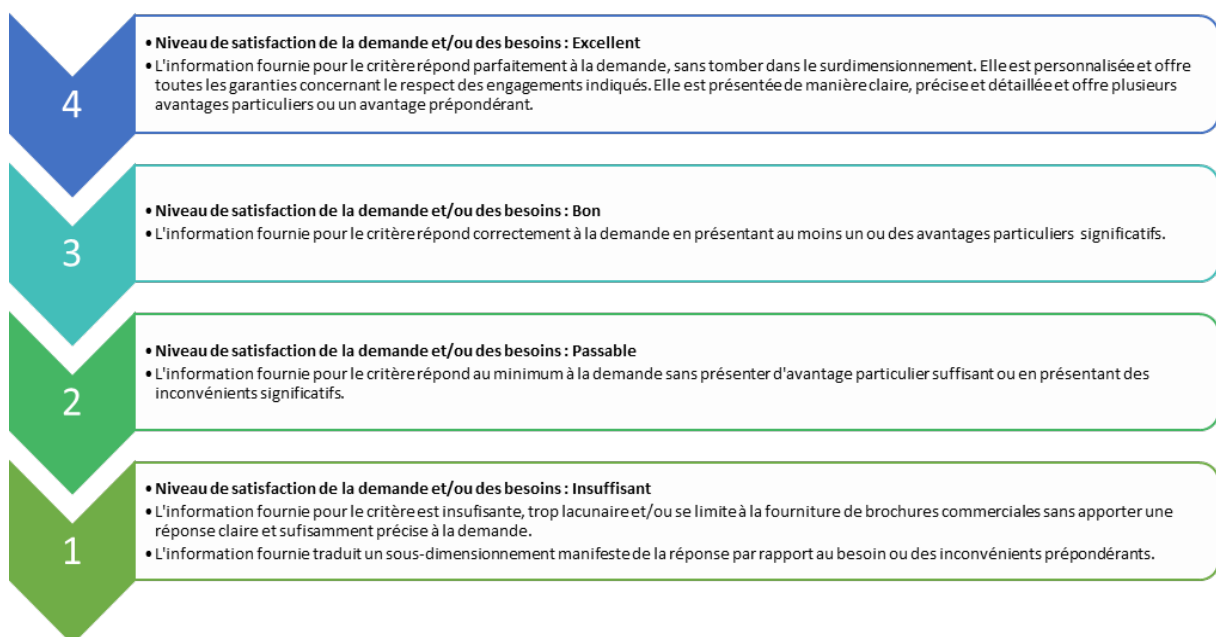 4
• Niveau de satisfaction de la demande et/ou des besoins : Excellent
• L'information fournie pour le critère répond parfaitement à la demande, sans tomber dans le surdimensionnement. Elle est personnalisée et offre
toutes les garanties concernant le respect des engagements indiqués. Elle est présentée de manière claire, précise et détaillée et offre plusieurs
avantages particuliers ou un avantage prépondérant.
3
• Niveau de satisfaction de la demande et/ou des besoins : Bon
• L'information fournie pour le critère répond correctement à la demande en présentant au moins un ou des avantages particuliers significatifs.
2
• Niveau de satisfaction de la demande et/ou des besoins : Passable
• L'information fournie pour le critère répond au minimum à la demande sans présenter d'avantage particulier suffisant ou en présentant des
inconvénients significatifs.
1
• Niveau de satisfaction de la demande et/ou des besoins : Insuffisant
• L'information fournie pour le critère est insufisante, trop lacunaire et/ou se limite à la fourniture de brochures commerciales sans apporter une
réponse claire et sufisamment précise à la demande.
• L'information fournie traduit un sous-dimensionnement manifeste de la réponse par rapport au besoin ou des inconvénients prépondérants.